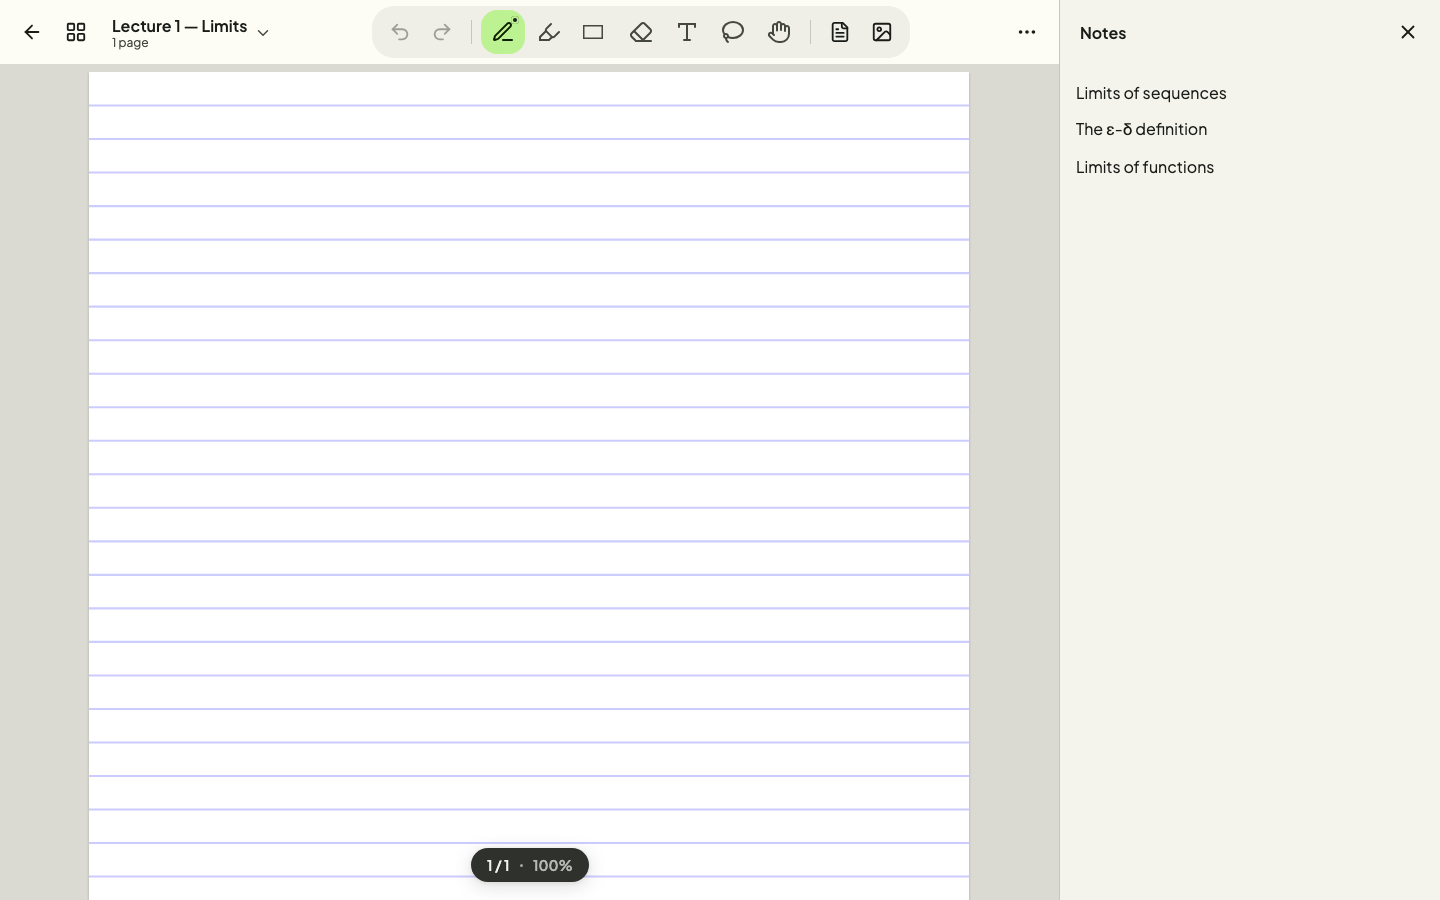 Lecture 1 — Limits
1 page
Notes
Limits of sequences
The ε-δ definition
Limits of functions
1 / 1 · 100%